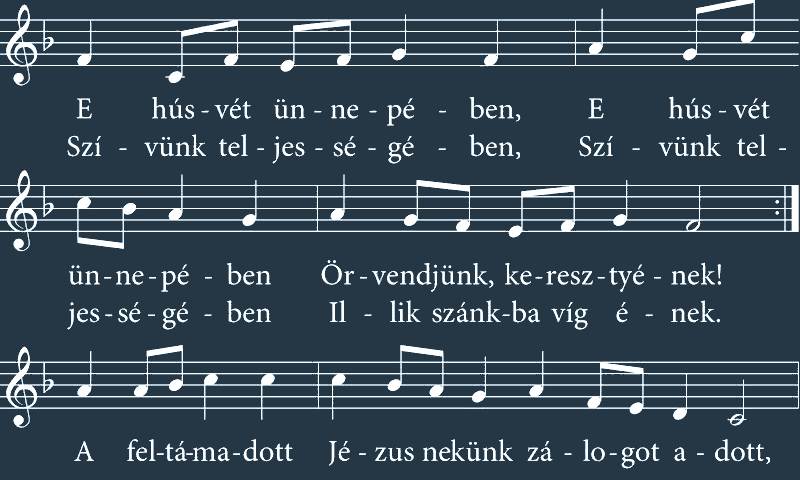 E hús - vét ün - ne - pé - ben, E hús - vét
Szí - vünk tel - jes - sé - gé - ben, Szí - vünk tel -
ün - ne - pé - ben Ör - vendjünk, ke - resz - tyé - nek!
jes - sé - gé - ben Il - lik szánk - ba víg é - nek.
A fel - tá - ma - dott Jé - zus nekünk zá - lo - got a - dott,